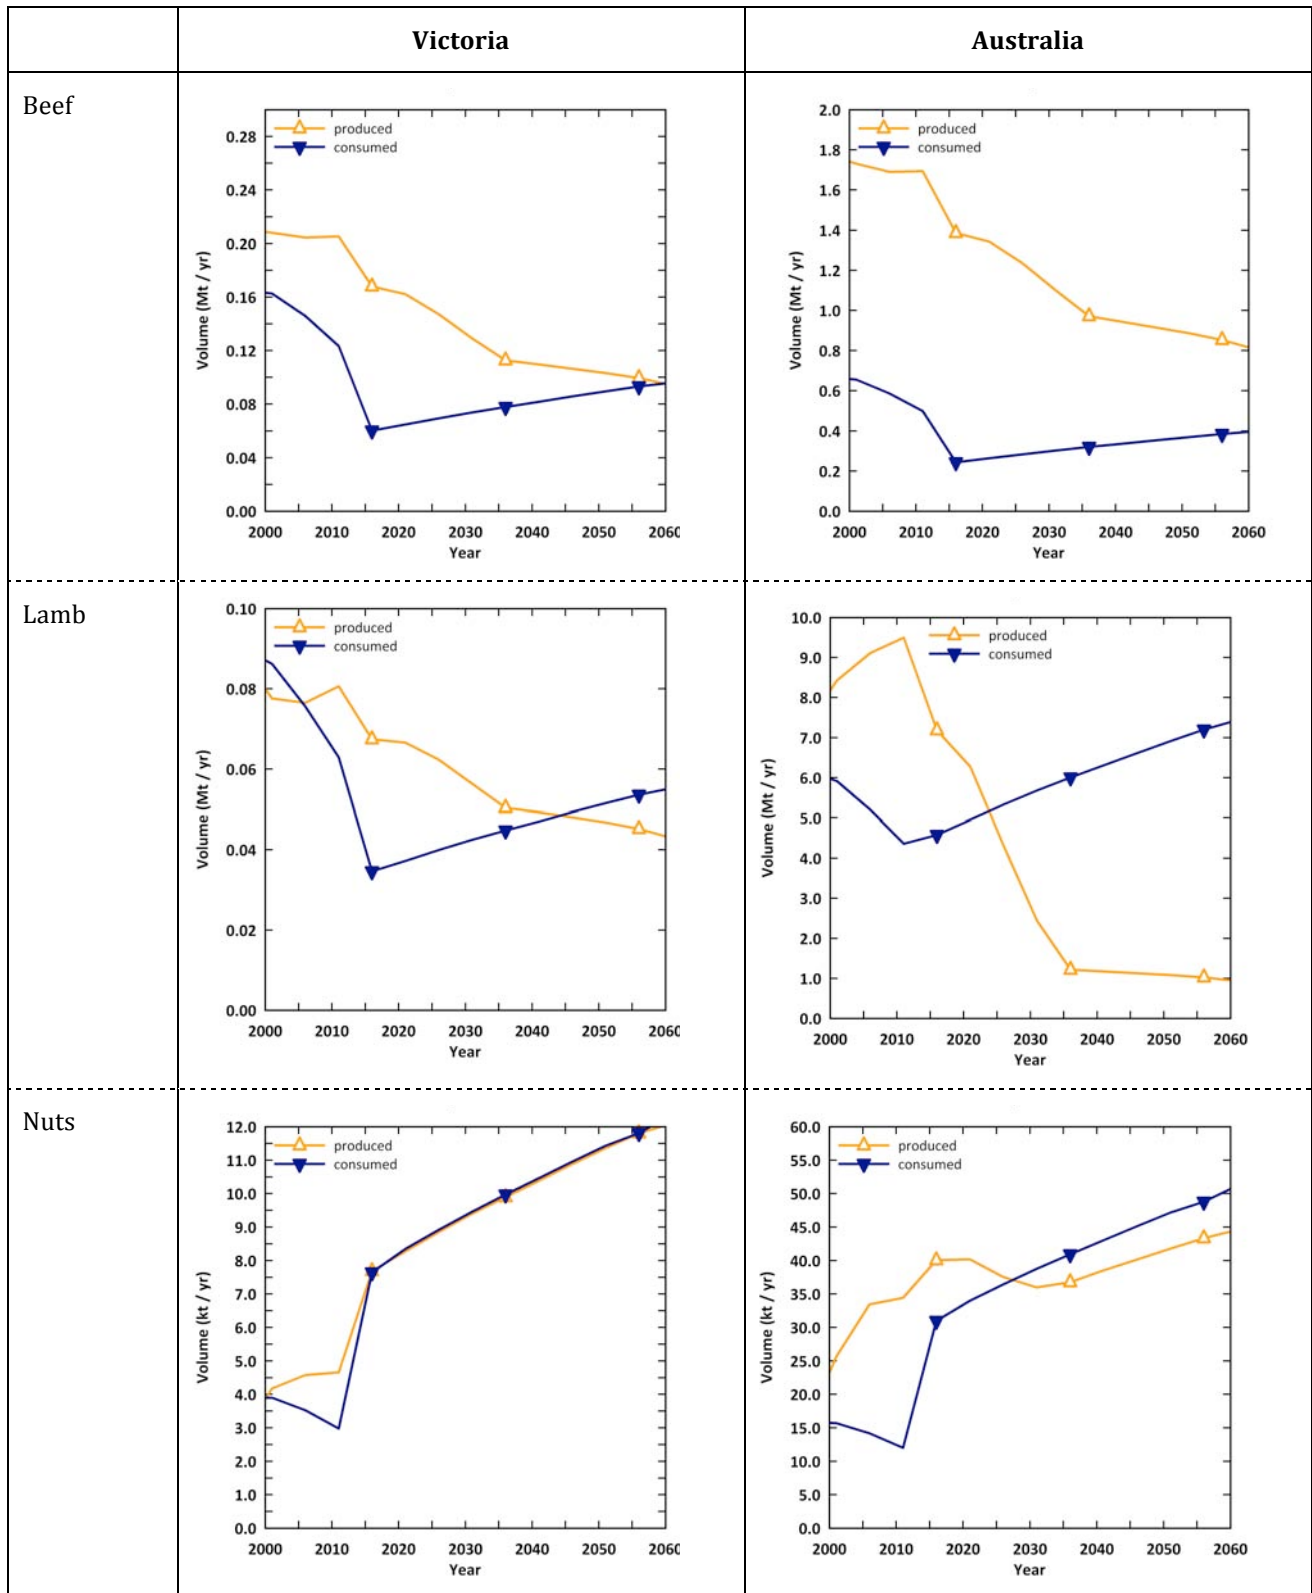 Victoria
Australia
Beef
produced
consumed
0.28
0.24
0.20
0.16
0.12
0.08
0.04
0.00
Volume (Mt / yr)
2000 2010 2020 2030 2040 2050 2060
Year
produced
consumed
2.0
1.8
1.6
1.4
1.2
1.0
0.8
0.6
0.4
0.2
0.0
Volume (Mt / yr)
2000 2010 2020 2030 2040 2050 2060
Year
Lamb
produced
consumed
0.10
0.08
0.06
0.04
0.02
0.00
Volume (Mt / yr)
2000 2010 2020 2030 2040 2050 2060
Year
produced
consumed
10.0
9.0
8.0
7.0
6.0
5.0
4.0
3.0
2.0
1.0
0.0
Volume (Mt / yr)
2000 2010 2020 2030 2040 2050 2060
Year
Nuts
produced
consumed
12.0
11.0
10.0
9.0
8.0
7.0
6.0
5.0
4.0
3.0
2.0
1.0
0.0
Volume (kt / yr)
2000 2010 2020 2030 2040 2050 2060
Year
produced
consumed
60.0
55.0
50.0
45.0
40.0
35.0
30.0
25.0
20.0
15.0
10.0
5.0
0.0
Volume (kt / yr)
2000 2010 2020 2030 2040 2050 2060
Year